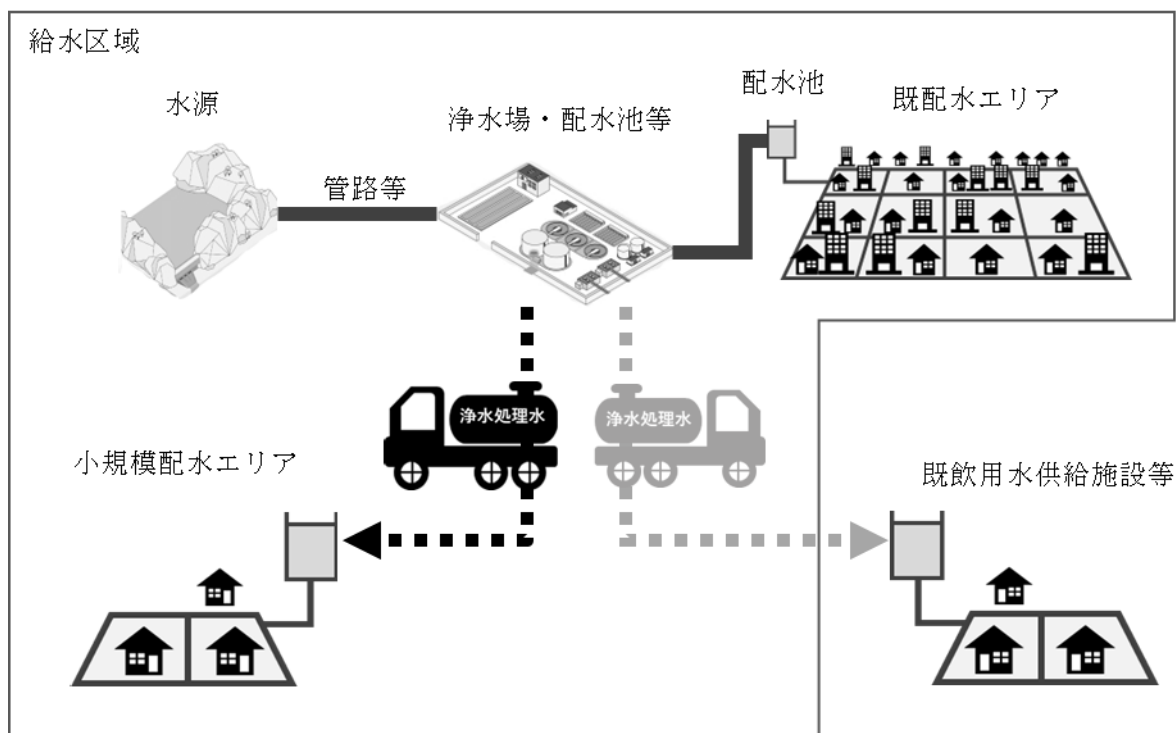 給水区域
水源
浄水場・配水池等
配水池
既配水エリア
管路等
浄水処理水
浄水処理水
小規模配水エリア
既飲用水供給施設等